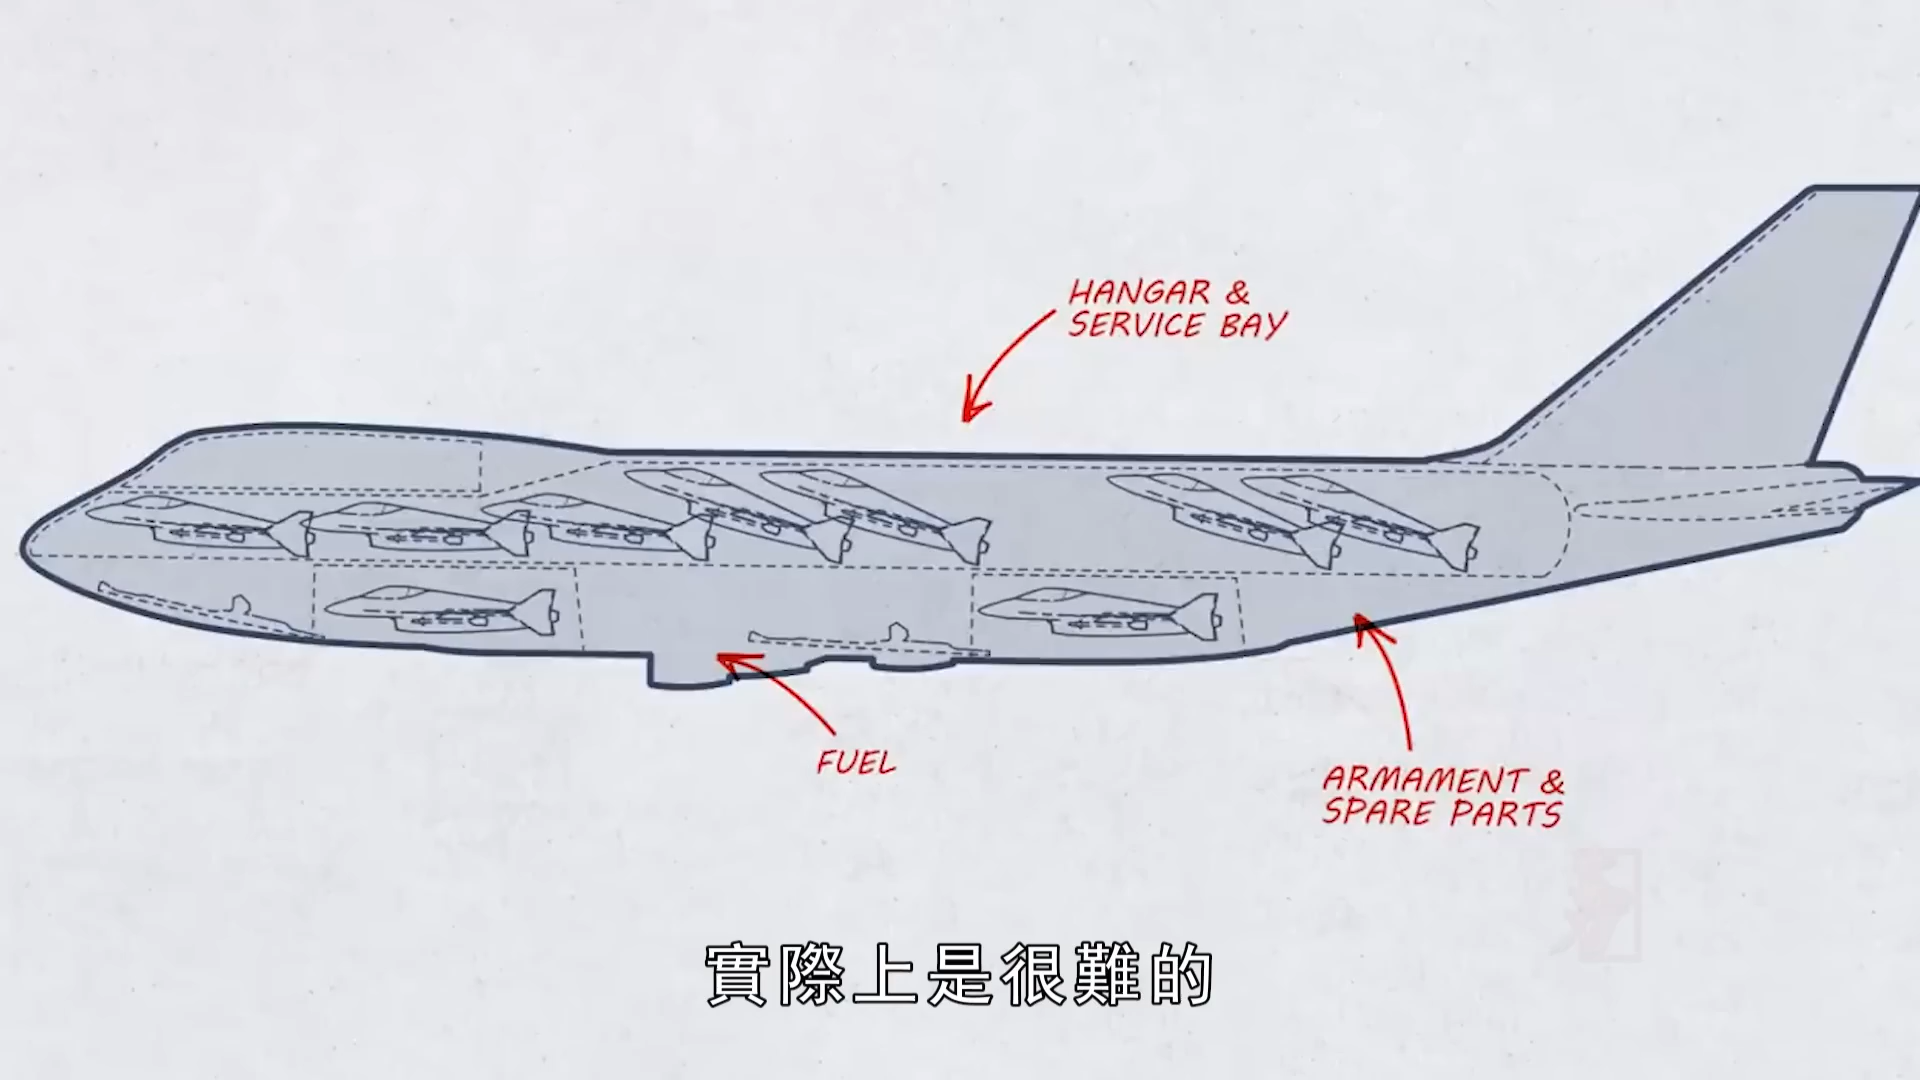 HANGAR &
SERVICE BAY
FUEL
ARMAMENT &
SPARE PARTS
實際上是很難的